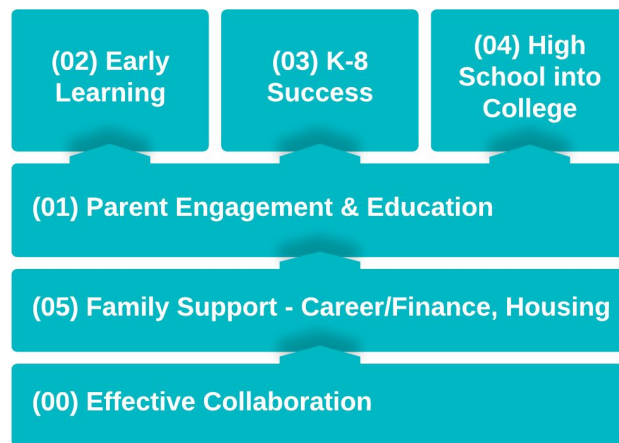 (02) Early
Learning
(03) K-8
Success
(04) High
School into
College
(01) Parent Engagement & Education
(05) Family Support - Career/Finance, Housing
(00) Effective Collaboration